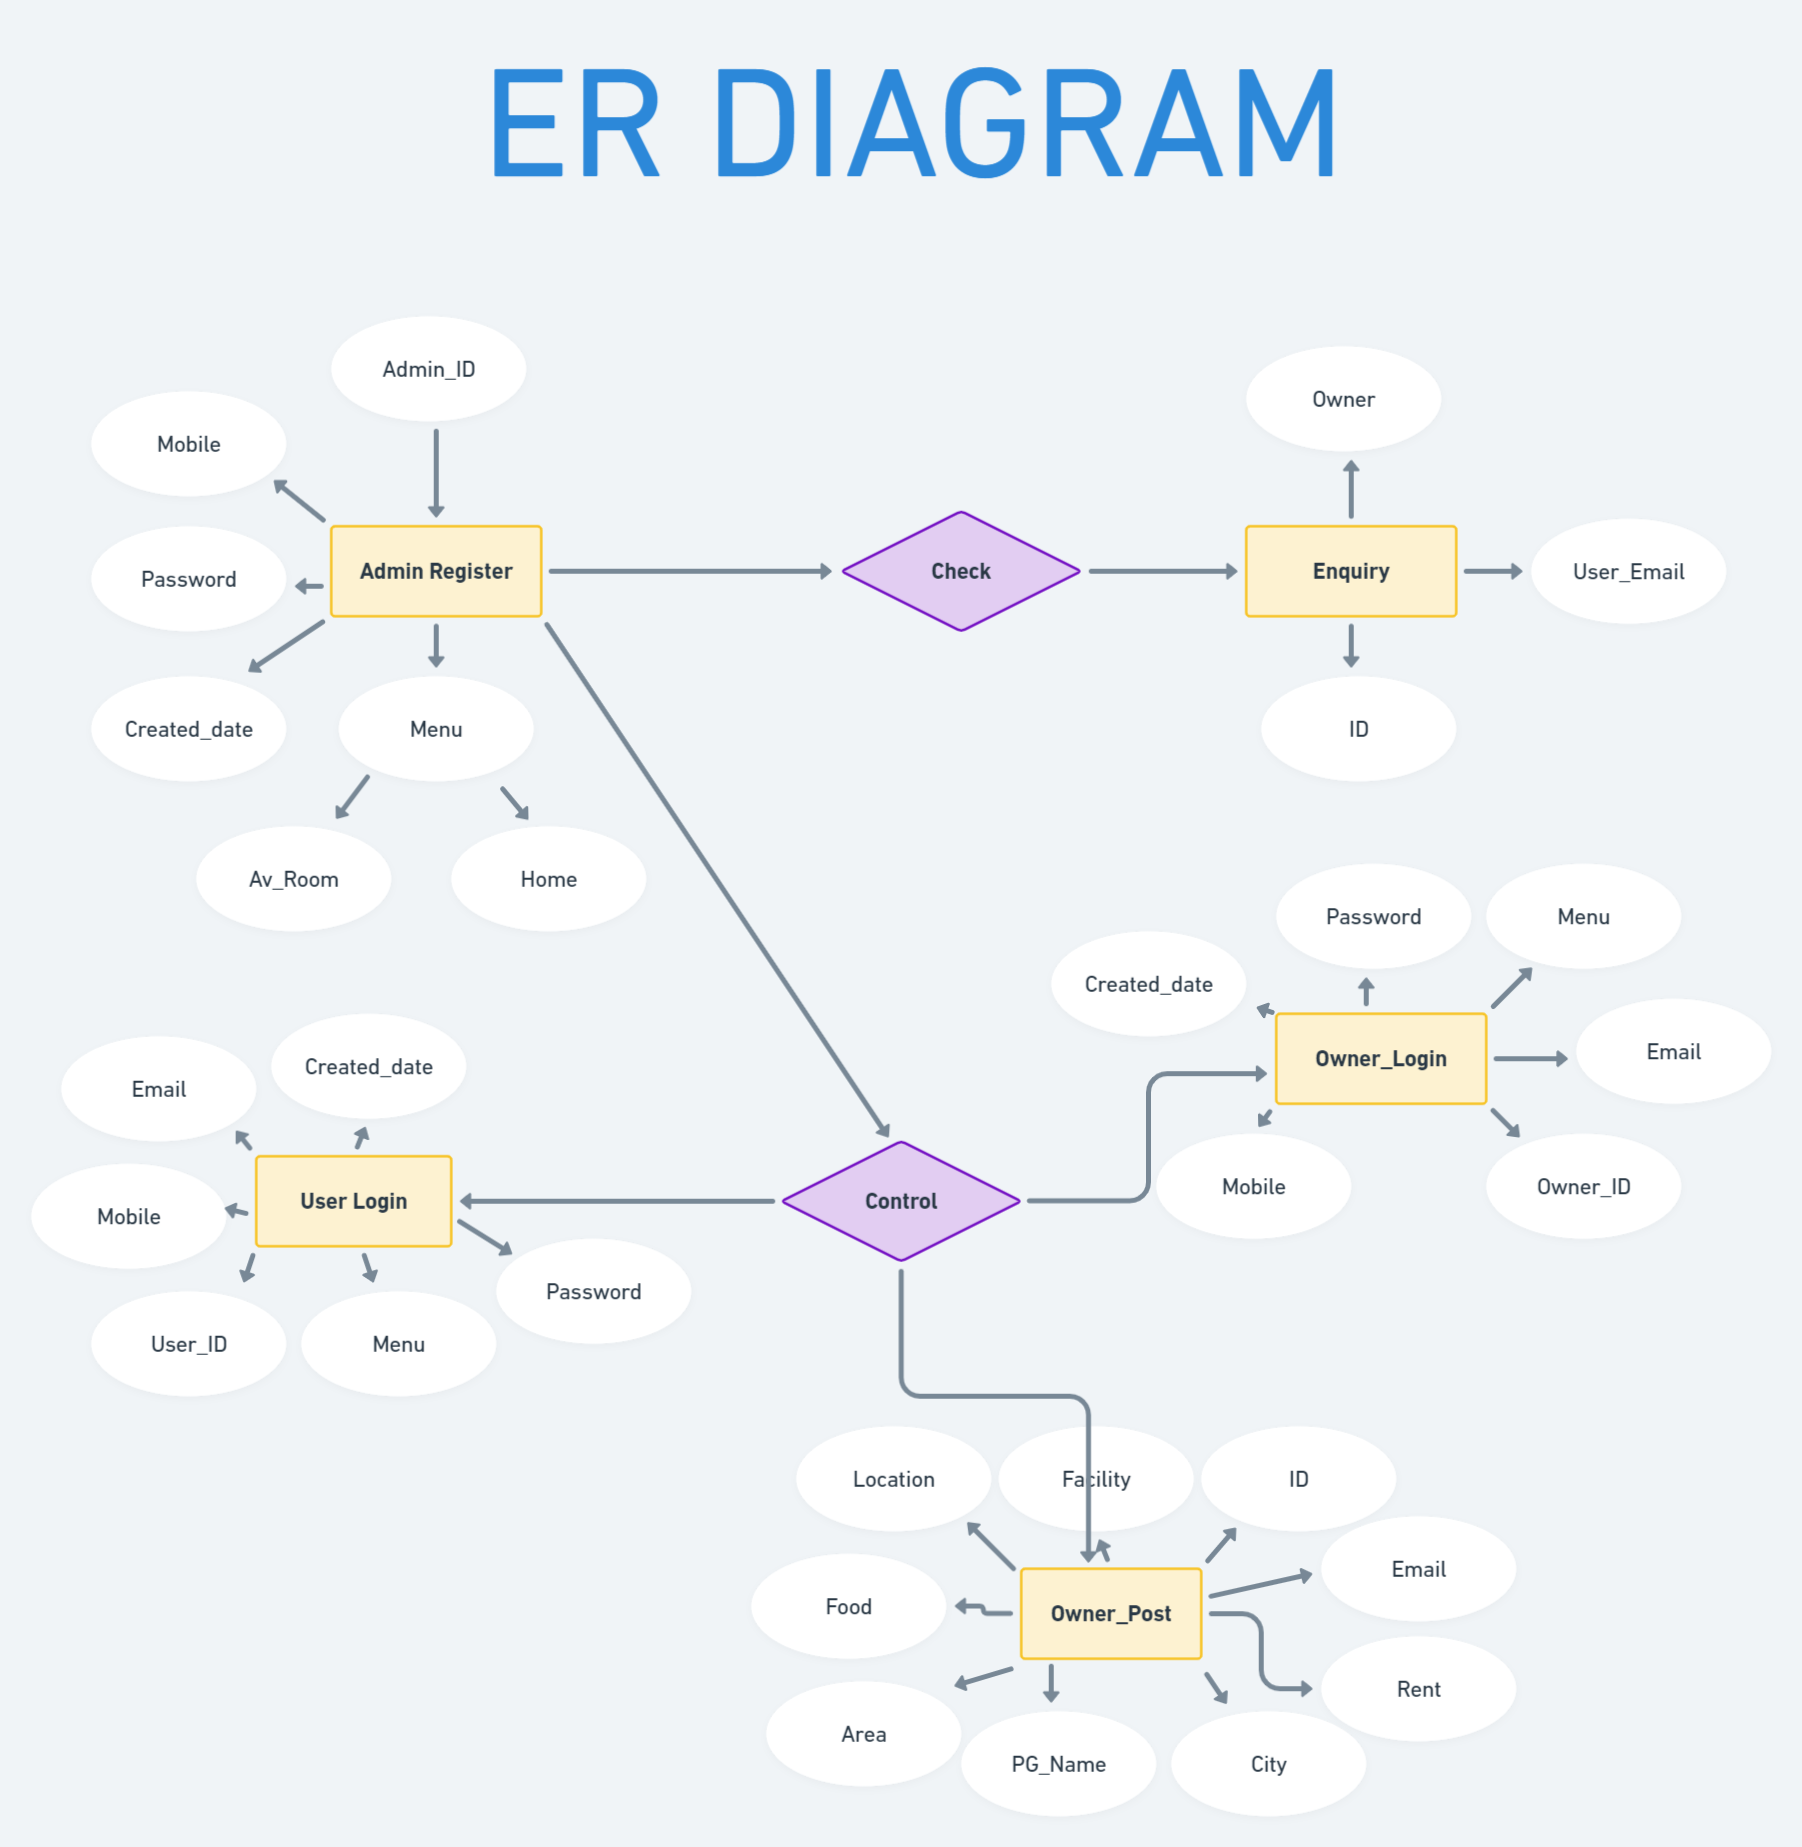 ER DIAGRAM
Admin_ID
Mobile
Password
Admin Register
Created_date
Menu
Av_Room
Home
Check
Owner
Enquiry
User_Email
ID
Password
Menu
Created_date
Owner_Login
Email
Mobile
Owner_ID
Control
Email
Created_date
Mobile
User Login
Password
User_ID
Menu
Location
Facility
ID
Email
Food
Owner_Post
Rent
Area
PG_Name
City